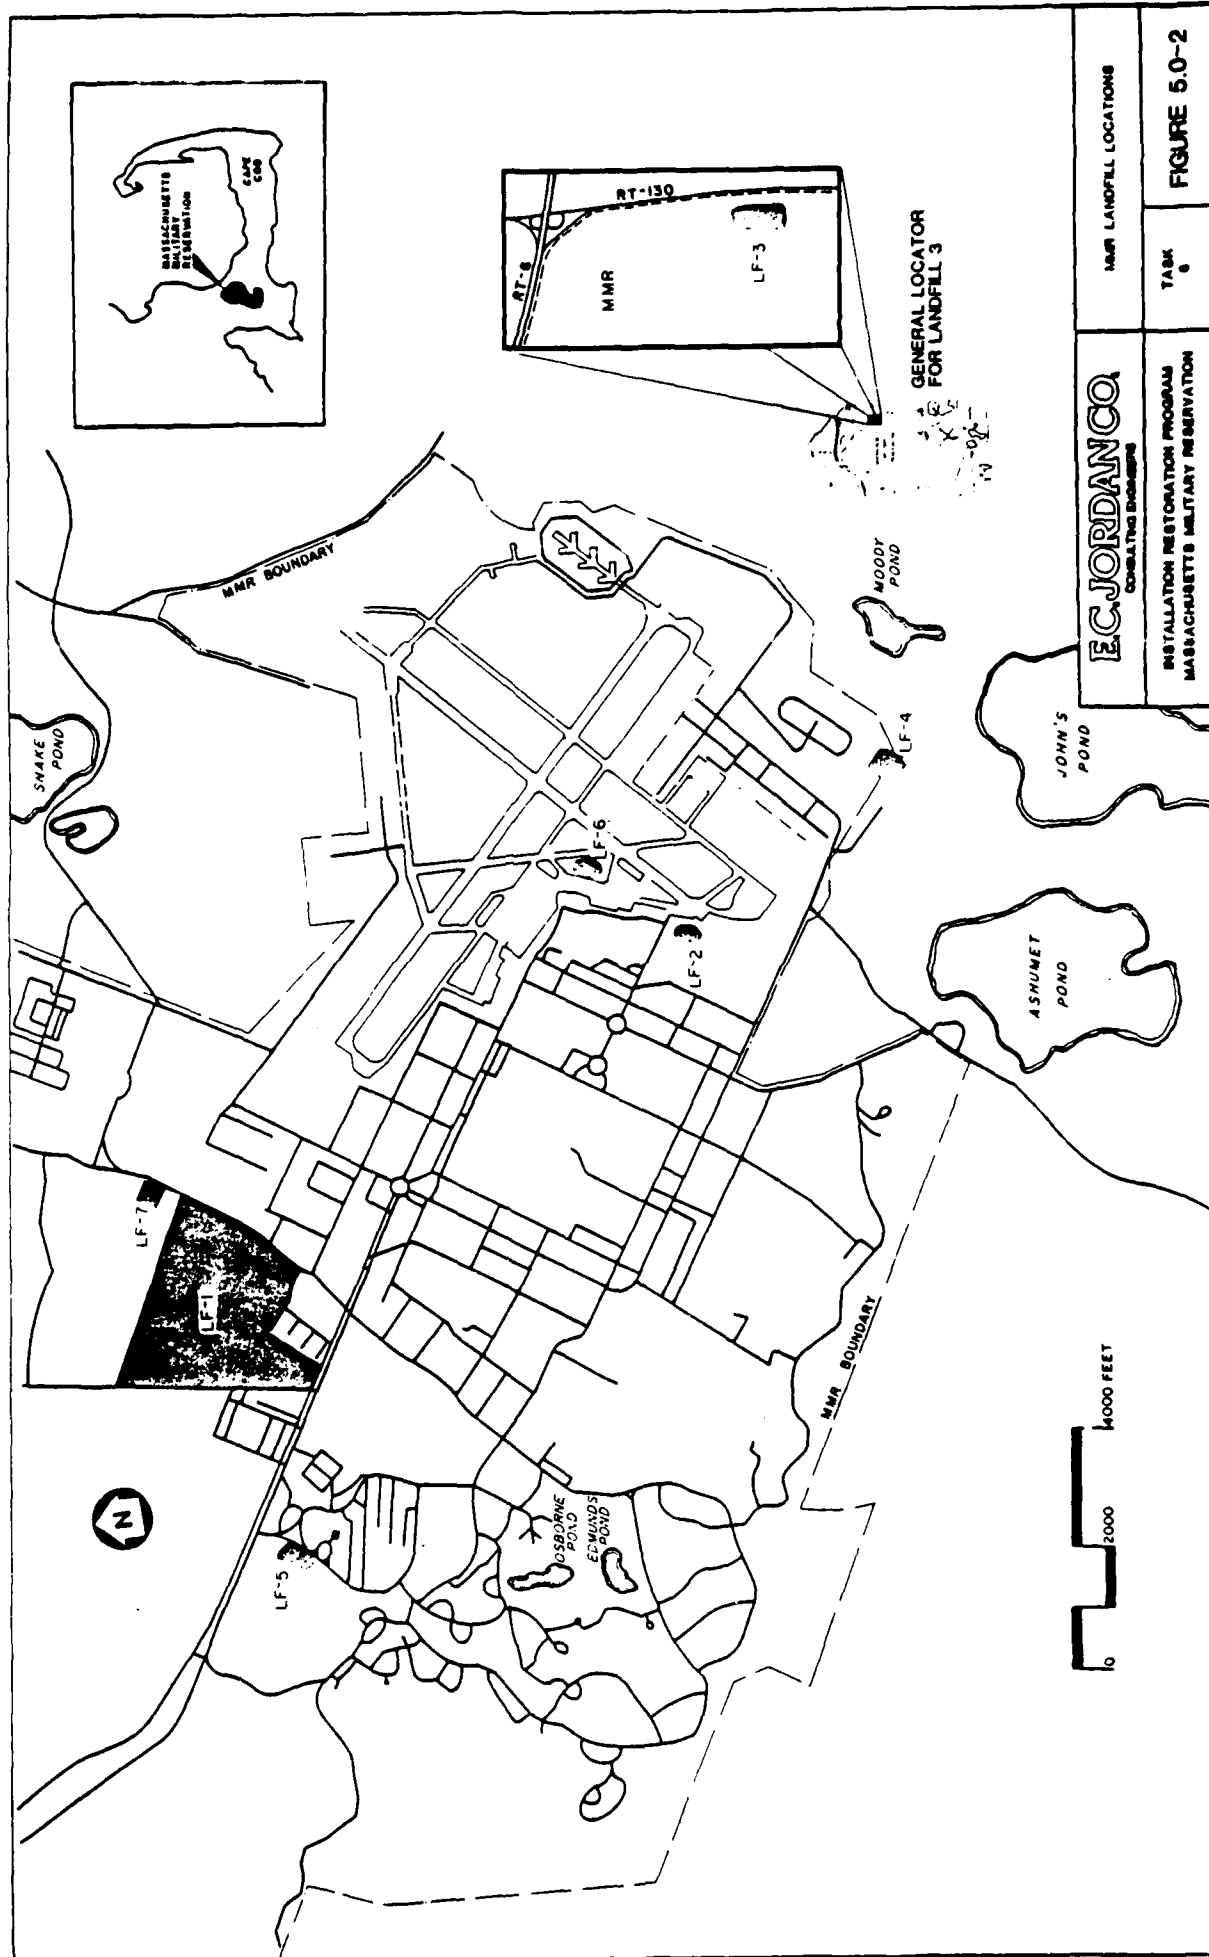 MASSACHUSETTS
MILITARY
RESERVATION
CAPE
COD
SNAKE
POND
MMR BOUNDARY
RT-6
RT-130
MMR
LF-3
GENERAL LOCATOR
FOR LANDFILL 3
LF-7
LF-1
LF-6
LF-2
LF-4
MOODY
POND
JOHN'S
POND
ASHUMET
POND
N
LF-5
OSBORNE
POND
EDMUNDS
POND
MMR BOUNDARY
0
2000
4000 FEET
E.C.JORDAN CO.
CONSULTING ENGINEERS
MMR LANDFILL LOCATIONS
INSTALLATION RESTORATION PROGRAM
MASSACHUSETTS MILITARY RESERVATION
TASK
6
FIGURE 5.0-2